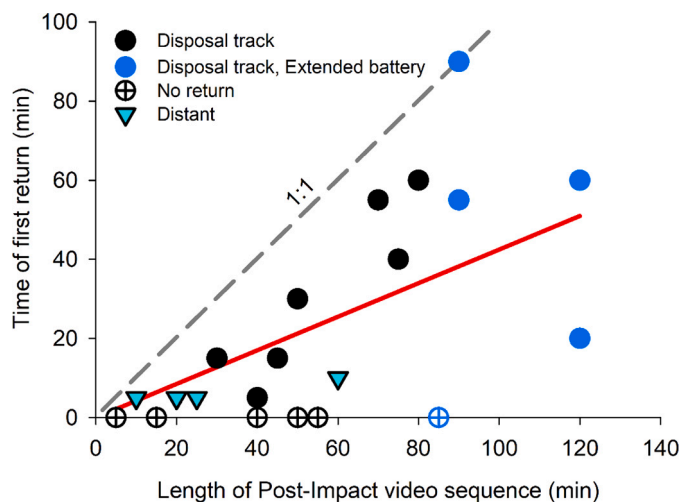 100
80
60
40
20
0
Time of first return (min)
Disposal track
Disposal track, Extended battery
No return
Distant
1:1
0 20 40 60 80 100 120 140
Length of Post-Impact video sequence (min)